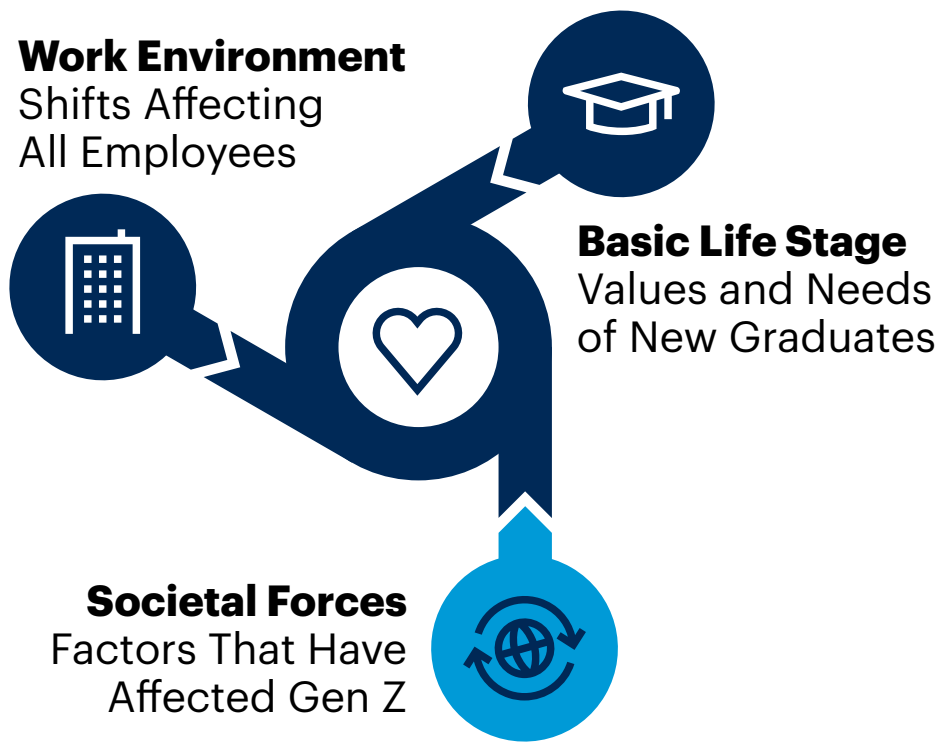 Work Environment
Shifts Affecting
All Employees
Basic Life Stage
Values and Needs
of New Graduates
Societal Forces
Factors That Have
Affected Gen Z